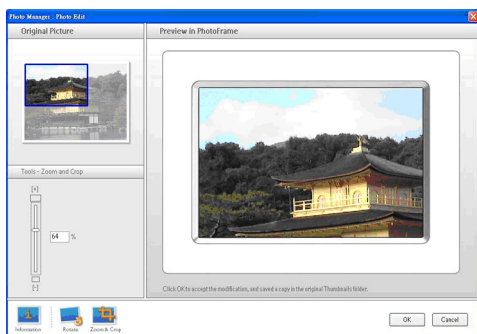 Photo Manager : Photo Edit
Original Picture
Preview in PhotoFrame
Tools - Zoom and Crop
[+]
64 %
[-]
Click OK to accept the modification, and saved a copy in the original Thumbnails folder.
Information
Rotate
Zoom & Crop
OK
Cancel